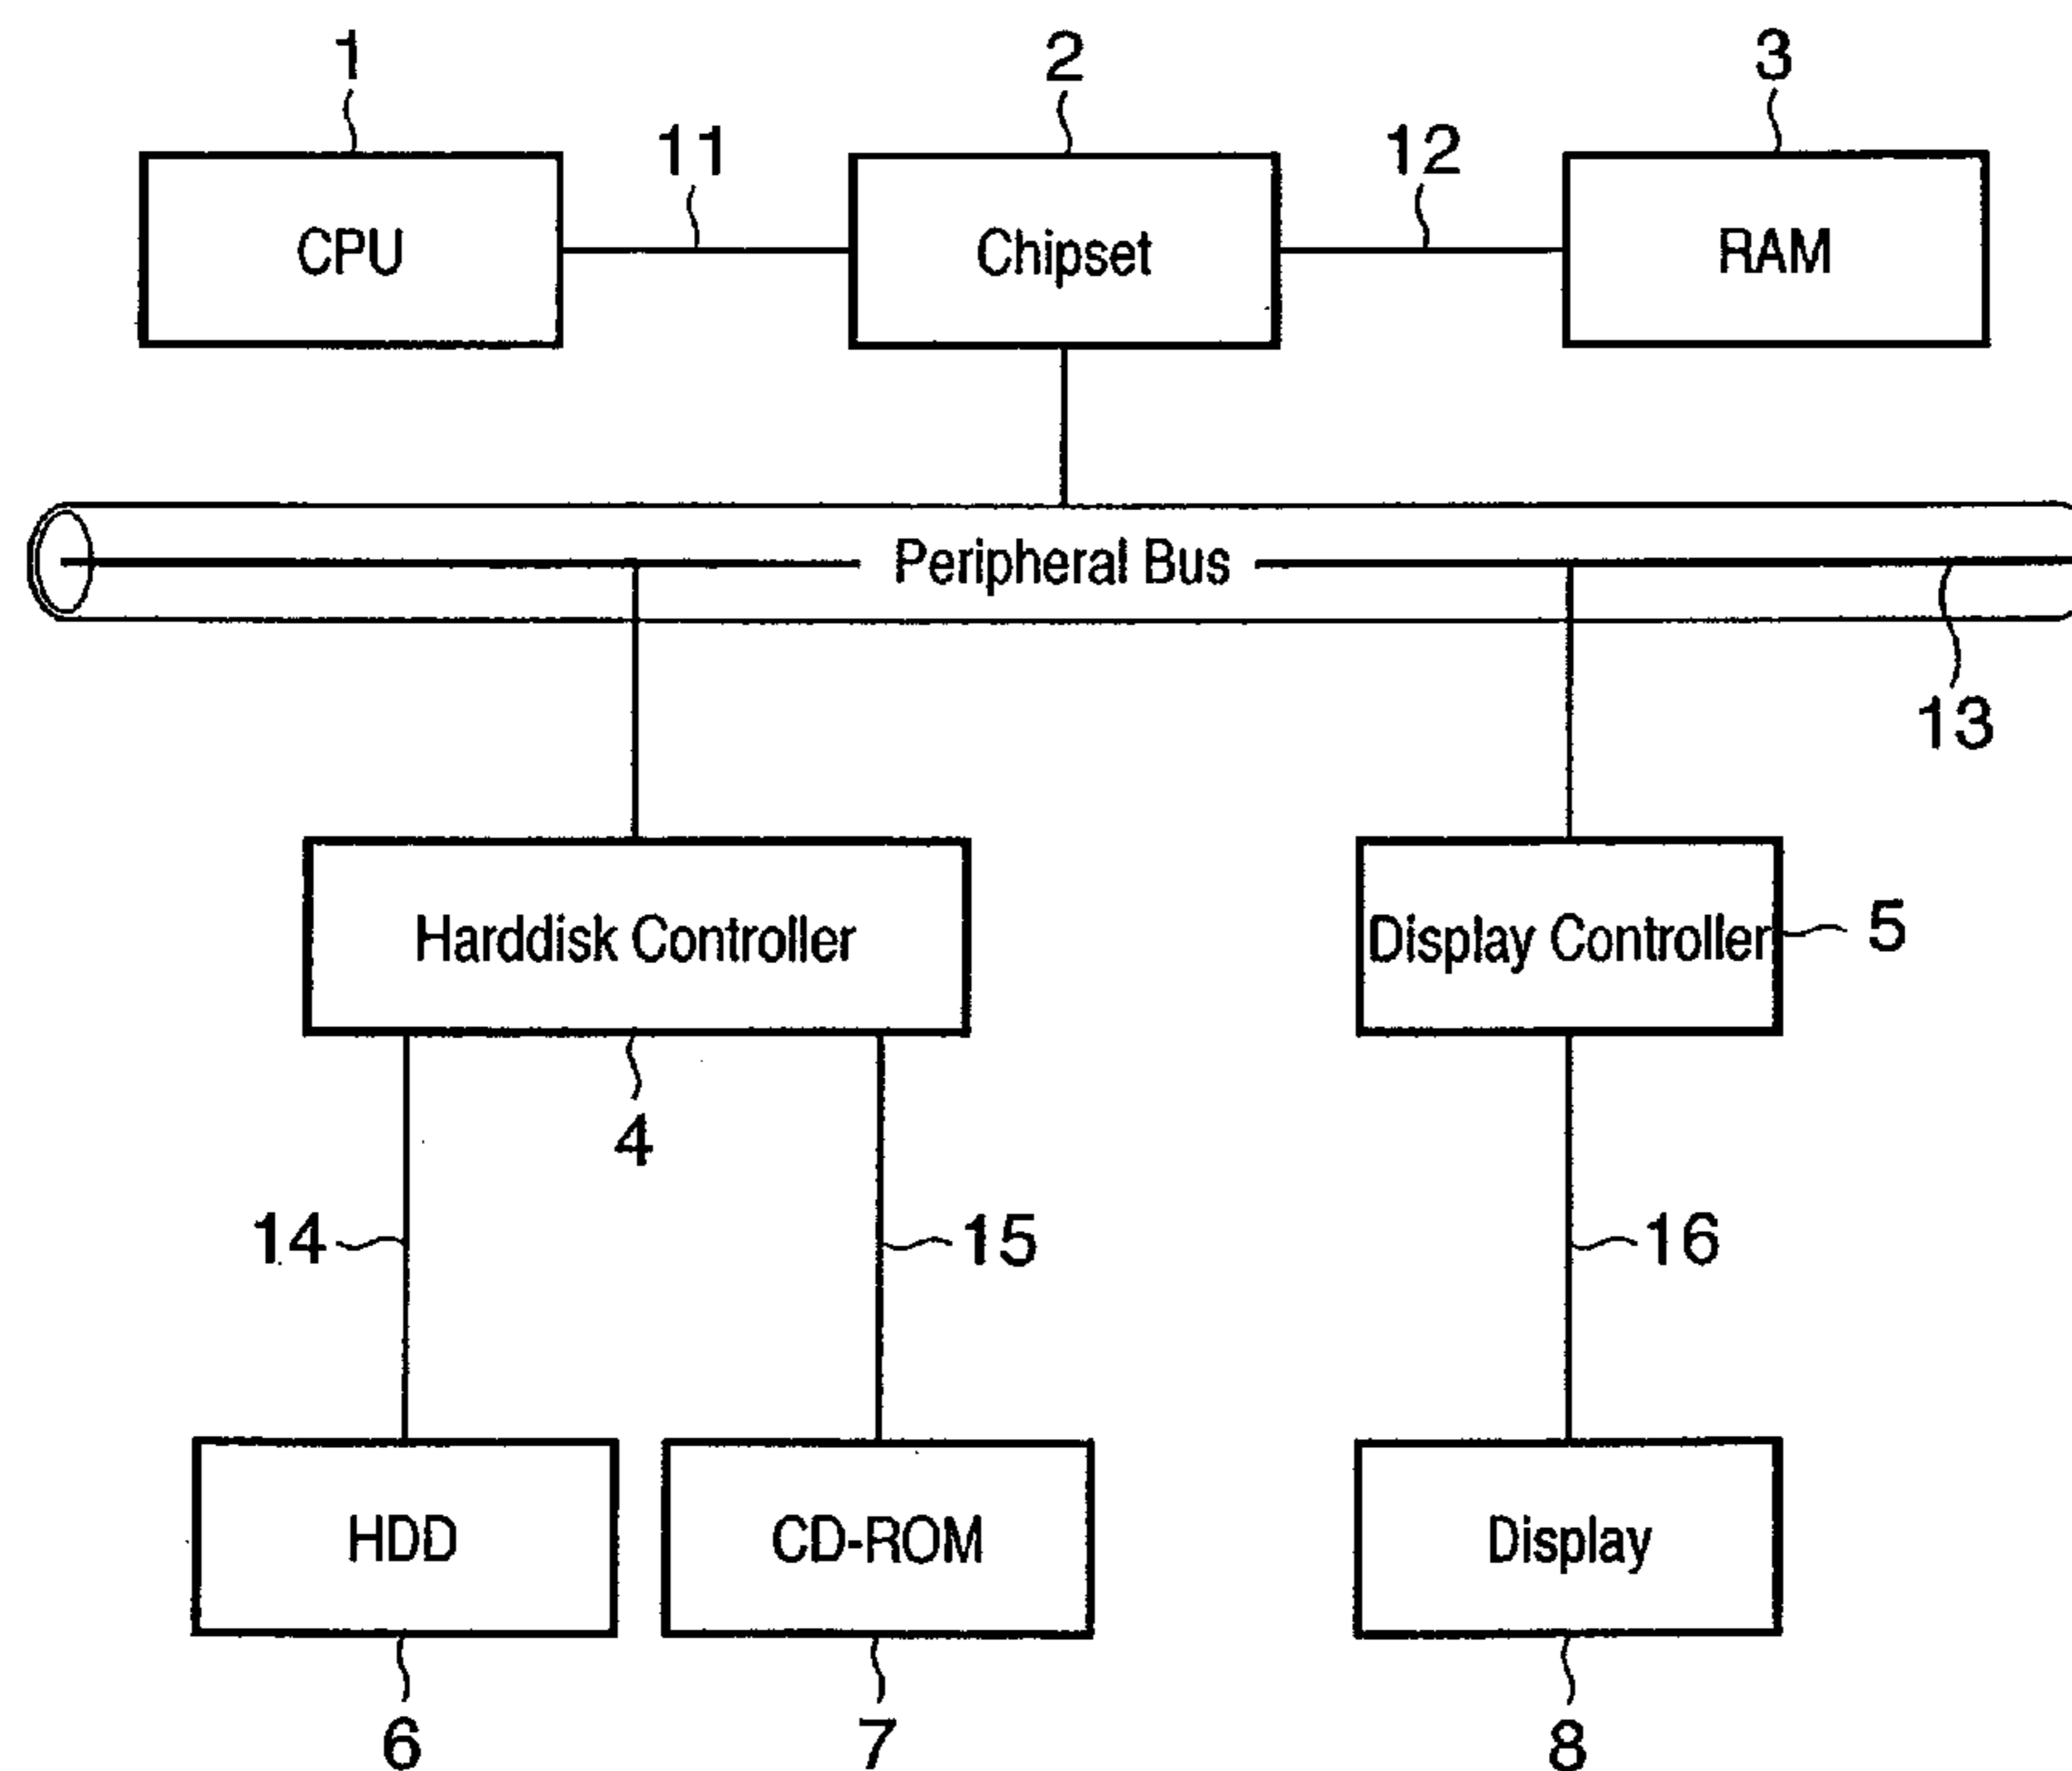 1
2
3
11
12
CPU
Chipset
RAM
Peripheral Bus
13
Harddisk Controller
Display Controller
5
4
14
15
16
HDD
CD-ROM
Display
6
7
8